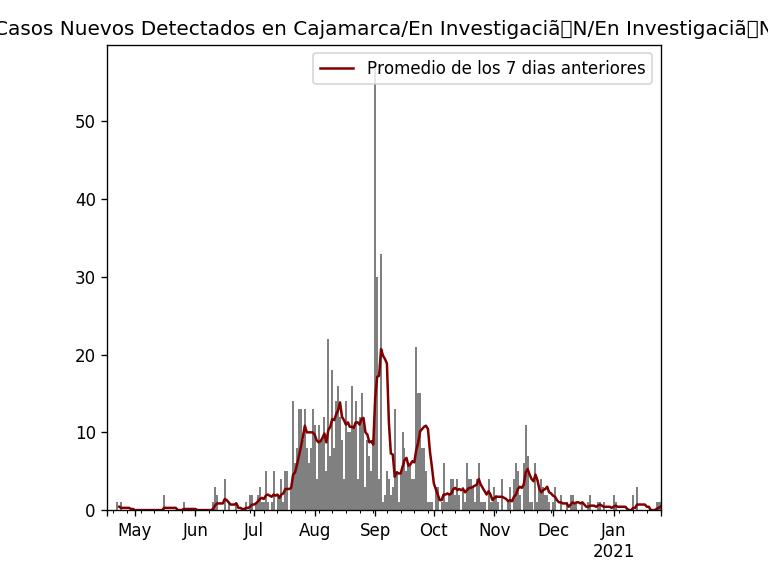 Casos Nuevos Detectados en Cajamarca/En Investigaciã▯N/En Investigaciã▯N
Promedio de los 7 dias anteriores
50
40
30
20
10
0
May Jun Jul Aug Sep Oct Nov Dec Jan
2021